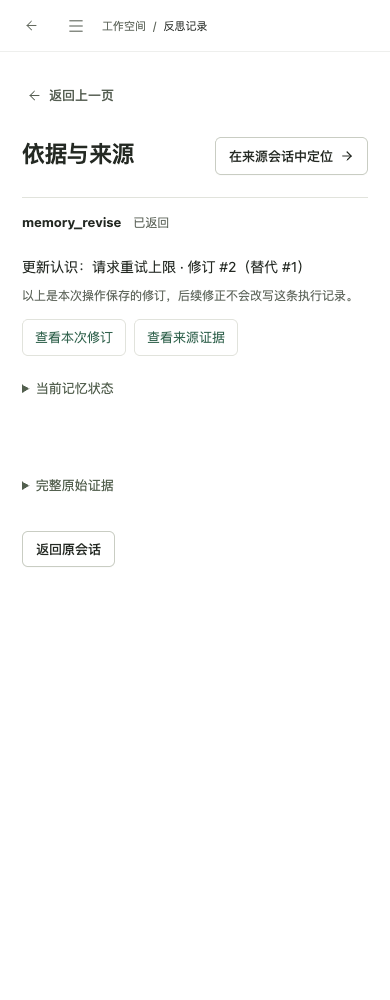 工作空间 / 反思记录
返回上一页
依据与来源
在来源会话中定位 →
memory_revise 已返回
更新认识：请求重试上限 · 修订 #2（替代 #1）
以上是本次操作保存的修订，后续修正不会改写这条执行记录。
查看本次修订 查看来源证据
当前记忆状态
完整原始证据
返回原会话